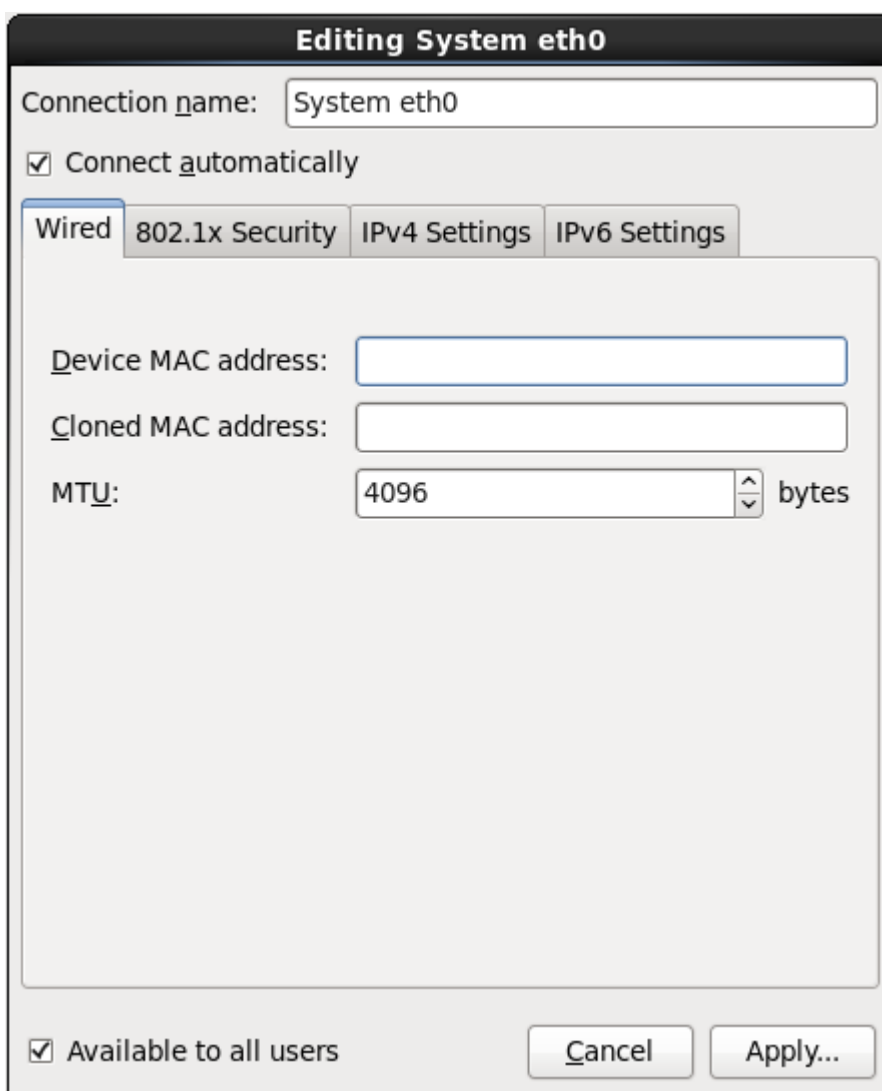 Editing System eth0
Connection name: System eth0
Connect automatically
Wired 802.1x Security IPv4 Settings IPv6 Settings
Device MAC address:
Cloned MAC address:
MTU: 4096 bytes
Available to all users Cancel Apply...